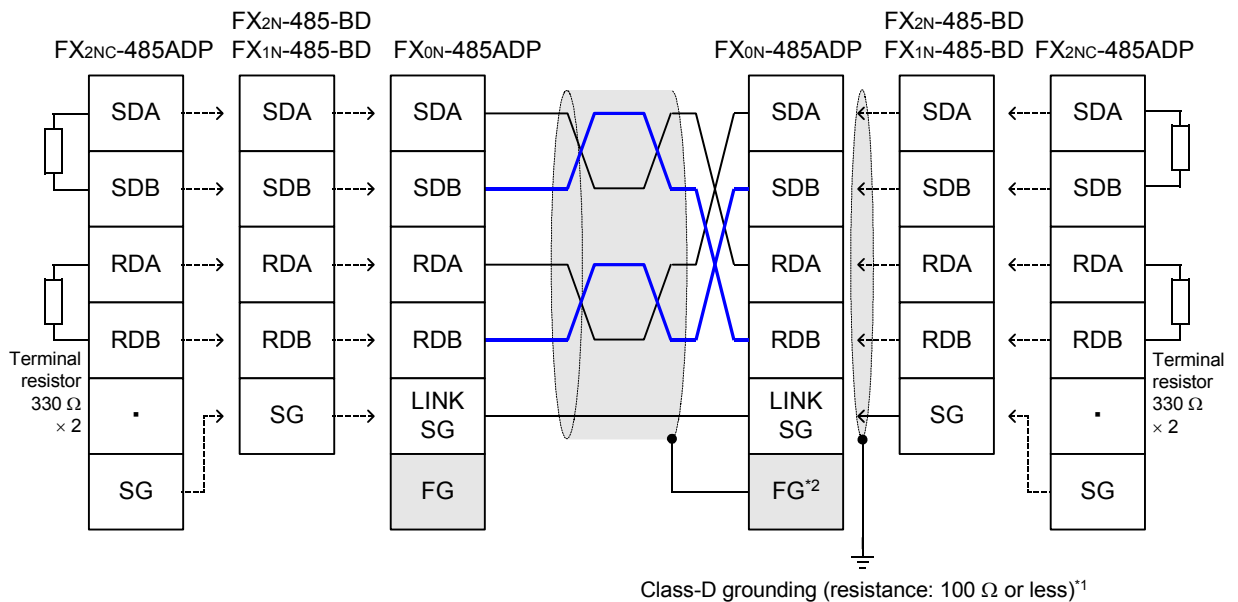 FX2N-485-BD
FX2N-485-BD
FX2NC-485ADP
FX1N-485-BD
FX0N-485ADP
FX0N-485ADP
FX1N-485-BD
FX2NC-485ADP
SDA
SDA
SDA
SDA
SDA
SDA
SDB
SDB
SDB
SDB
SDB
SDB
RDA
RDA
RDA
RDA
RDA
RDA
RDB
RDB
RDB
RDB
RDB
RDB
Terminal
resistor
330 Ω
× 2
SG
LINK
SG
LINK
SG
SG
Terminal
resistor
330 Ω
× 2
SG
FG
FG*2
SG
Class-D grounding (resistance: 100 Ω or less)*1